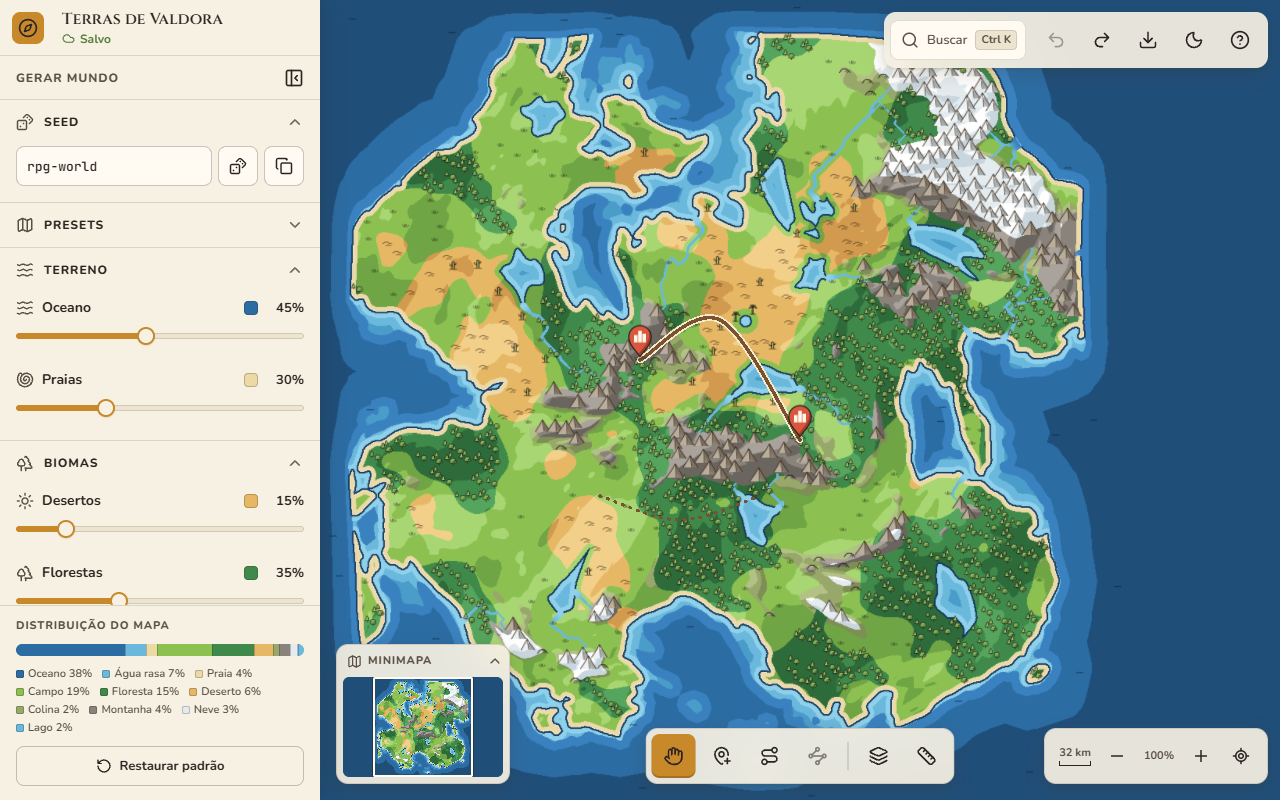 Terras de Valdora
Salvo
GERAR MUNDO
SEED
rpg-world
PRESETS
TERRENO
Oceano 45%
Praias 30%
BIOMAS
Desertos 15%
Florestas 35%
DISTRIBUIÇÃO DO MAPA
Oceano 38% Água rasa 7% Praia 4%
Campo 19% Floresta 15% Deserto 6%
Colina 2% Montanha 4% Neve 3%
Lago 2%
Restaurar padrão
Buscar Ctrl K
MINIMAPA
32 km 100%